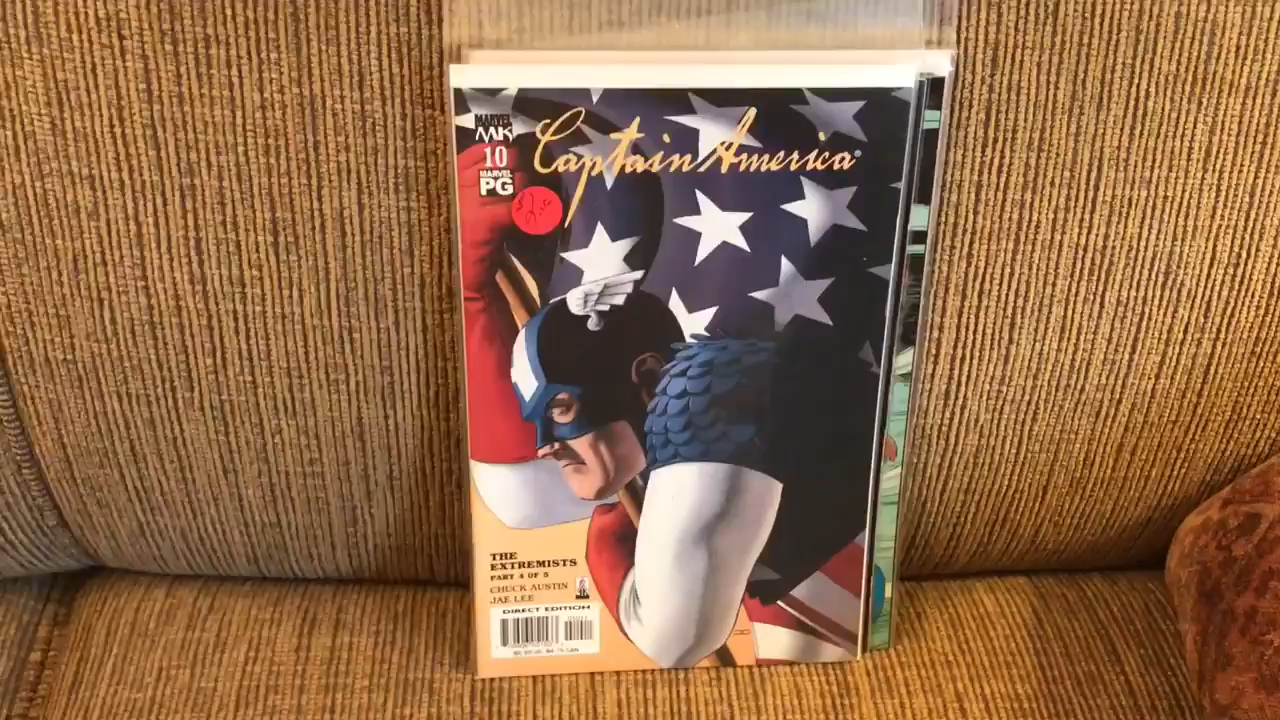 MARVEL
MK
10
MARVEL
PG
Captain America®
THE
EXTREMISTS
PART 4 OF 5
CHUCK AUSTIN
JAE LEE
DIRECT EDITION